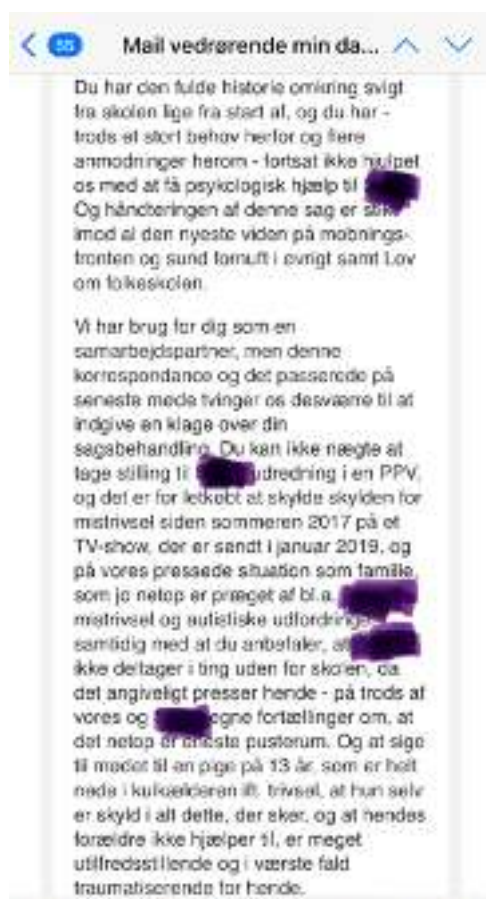 55 Mail vedrørende min da...
Du har den fulde historie omkring svigt
fra skolen lige fra start af, og du har -
trods et stort behov herfor og flere
anmodninger herom - fortsat ikke hjulpet
os med at få psykologisk hjælp til
Og håndteringen af denne sag er stik
imod al den nyeste viden på mobnings-
fronten og sund fornuft i øvrigt samt Lov
om folkeskolen.
Vi har brug for dig som en
samarbejdspartner, men denne
korrespondance og det passerede på
seneste møde tvinger os desværre til at
indgive en klage over din
sagsbehandling. Du kan ikke nægte at
tage stilling til udredning i en PPV,
og det er for letkøbt at skylde skylden for
mistrivsel siden sommeren 2017 på et
TV-show, der er sendt i januar 2019, og
på vores pressede situation som familie,
som jo netop er præget af bl.a.
mistrivsel og autistiske udfordringer
samtidig med at du anbefaler, at
ikke deltager i ting uden for skolen, da
det angiveligt presser hende - på trods af
vores og egne fortællinger om, at
det netop er eneste pusterum. Og at sige
til mødet til en pige på 13 år, som er helt
nede i kulkælderen ift. trivsel, at hun selv
er skyld i alt dette, der sker, og at hendes
forældre ikke hjælper til, er meget
utilfredsstillende og i værste fald
traumatiserende for hende.